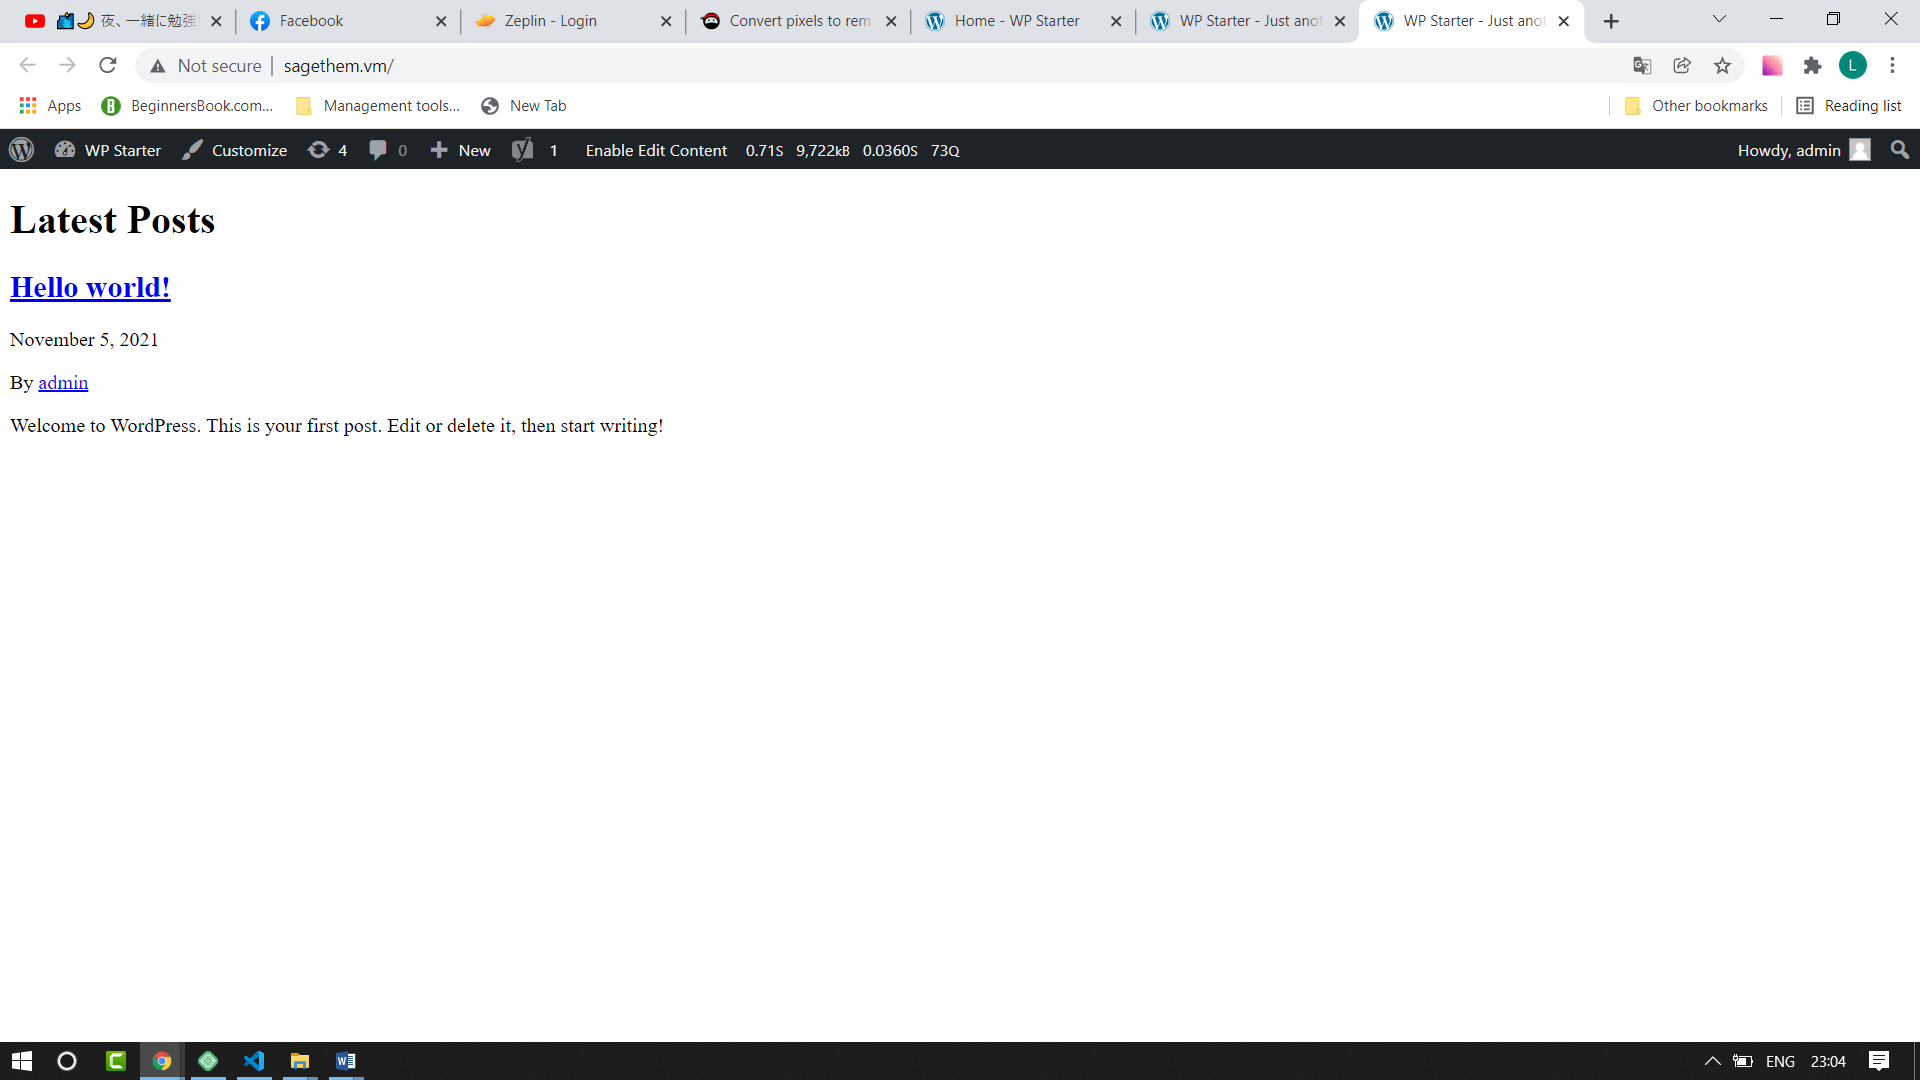 夜、一緒に勉強
Facebook
Zeplin - Login
Convert pixels to rem
Home - WP Starter
WP Starter - Just anot
WP Starter - Just anot
Not secure
sagethem.vm/
L
Apps
BeginnersBook.com...
Management tools...
New Tab
Other bookmarks
Reading list
WP Starter
Customize
4
0
New
1
Enable Edit Content
0.71S 9,722KB 0.0360S 73Q
Howdy, admin
Latest Posts
Hello world!
November 5, 2021
By admin
Welcome to WordPress. This is your first post. Edit or delete it, then start writing!
ENG
23:04